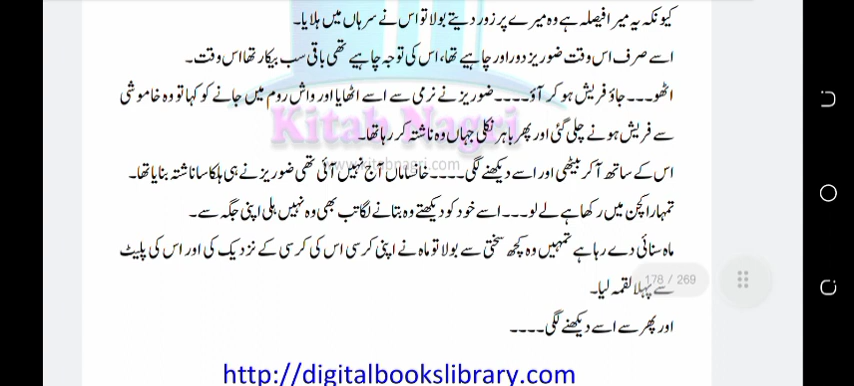 کیونکہ یہ میرا فیصلہ ہے وہ میرے پر زور دیتے بولا تو اس نے سر ہاں میں ہلایا۔
اسے صرف اس وقت ضوریز دوراور چاہیے تھا، اس کی توجہ چاہیے تھی باقی سب بیکار تھا اس وقت۔
اٹھو۔۔۔ جاؤ فریش ہو کر آؤ۔۔۔۔ ضوریز نے نرمی سے اسے اٹھایا اور واش روم میں جانے کو کہا تو وہ خاموشی
سے فریش ہونے چلی گئی اور پھر باہر نکلی جہاں وہ ناشتہ کر رہا تھا۔
Kitab Nagri
www.kitabnagri.com
اس کے ساتھ آ کر بیٹھی اور اسے دیکھنے لگی۔۔۔۔ خانساماں آج نہیں آئی تھی ضوریز نے ہی ہلکا سا ناشتہ بنایا تھا۔
تمہارا کچن میں رکھا ہے لے لو۔۔۔ اسے خود کو دیکھتے وہ بتانے لگا تب بھی وہ نہیں ہلی اپنی جگہ سے۔
ماہ سنائی دے رہا ہے تمہیں وہ کچھ سختی سے بولا تو ماہ نے اپنی کرسی اس کی کرسی کے نزدیک کی اور اس کی پلیٹ
سے پہلا لقمہ لیا۔
178 / 269
اور پھر سے اسے دیکھنے لگی۔۔۔۔
http://digitalbookslibrary.com